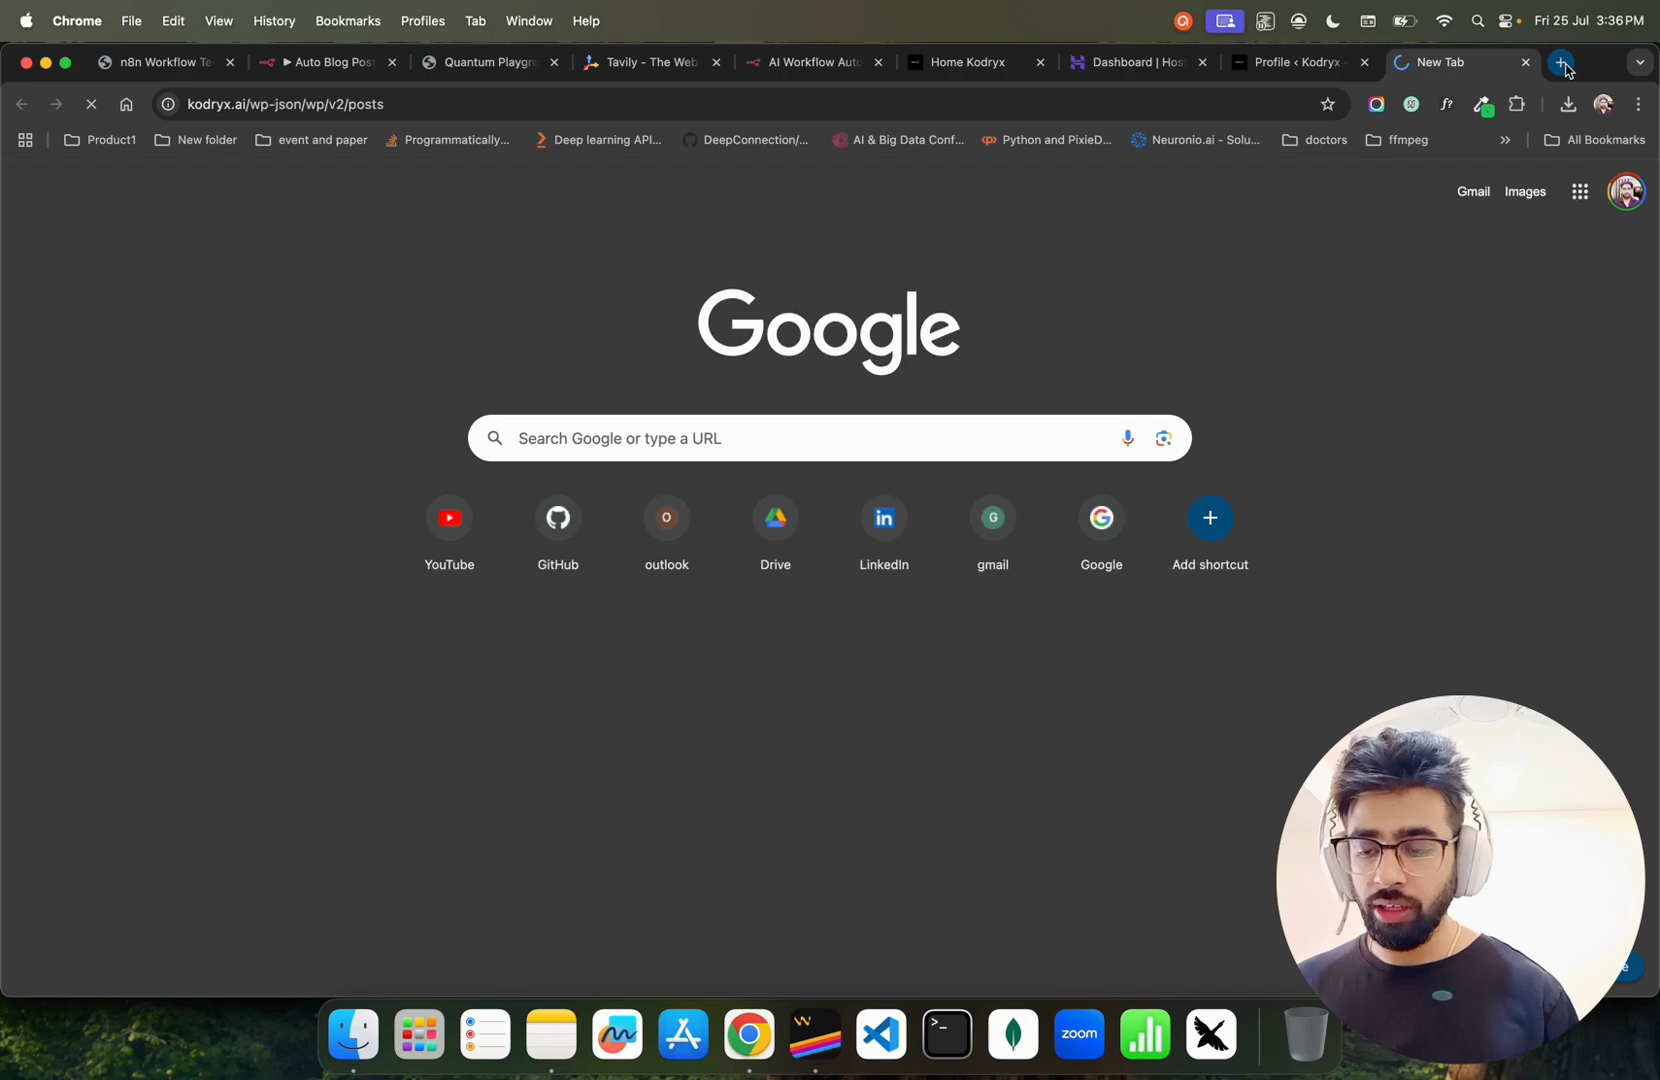 Chrome File Edit View History Bookmarks Profiles Tab Window Help Fri 25 Jul 3:36 PM
n8n Workflow Te Auto Blog Post Quantum Playgro Tavily - The Web AI Workflow Auto Home Kodryx Dashboard | Hos Profile ‹ Kodryx New Tab
kodryx.ai/wp-json/wp/v2/posts
Product1 New folder event and paper Programmatically... Deep learning API... DeepConnection/... AI & Big Data Conf... Python and PixieD... Neuronio.ai - Solu... doctors ffmpeg All Bookmarks
Gmail Images
Google
Search Google or type a URL
YouTube GitHub outlook Drive LinkedIn gmail Google Add shortcut
zoom